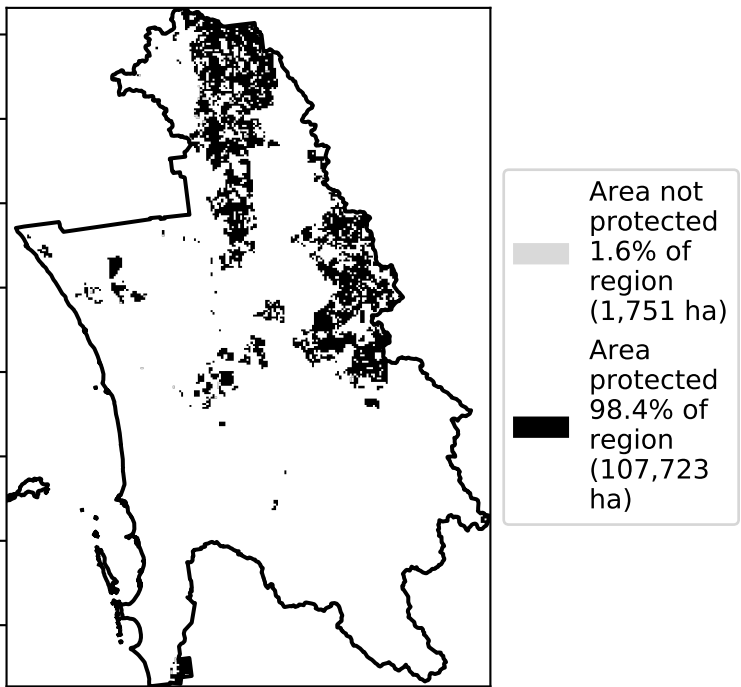 Area not
protected
1.6% of
region
(1,751 ha)
Area
protected
98.4% of
region
(107,723
ha)